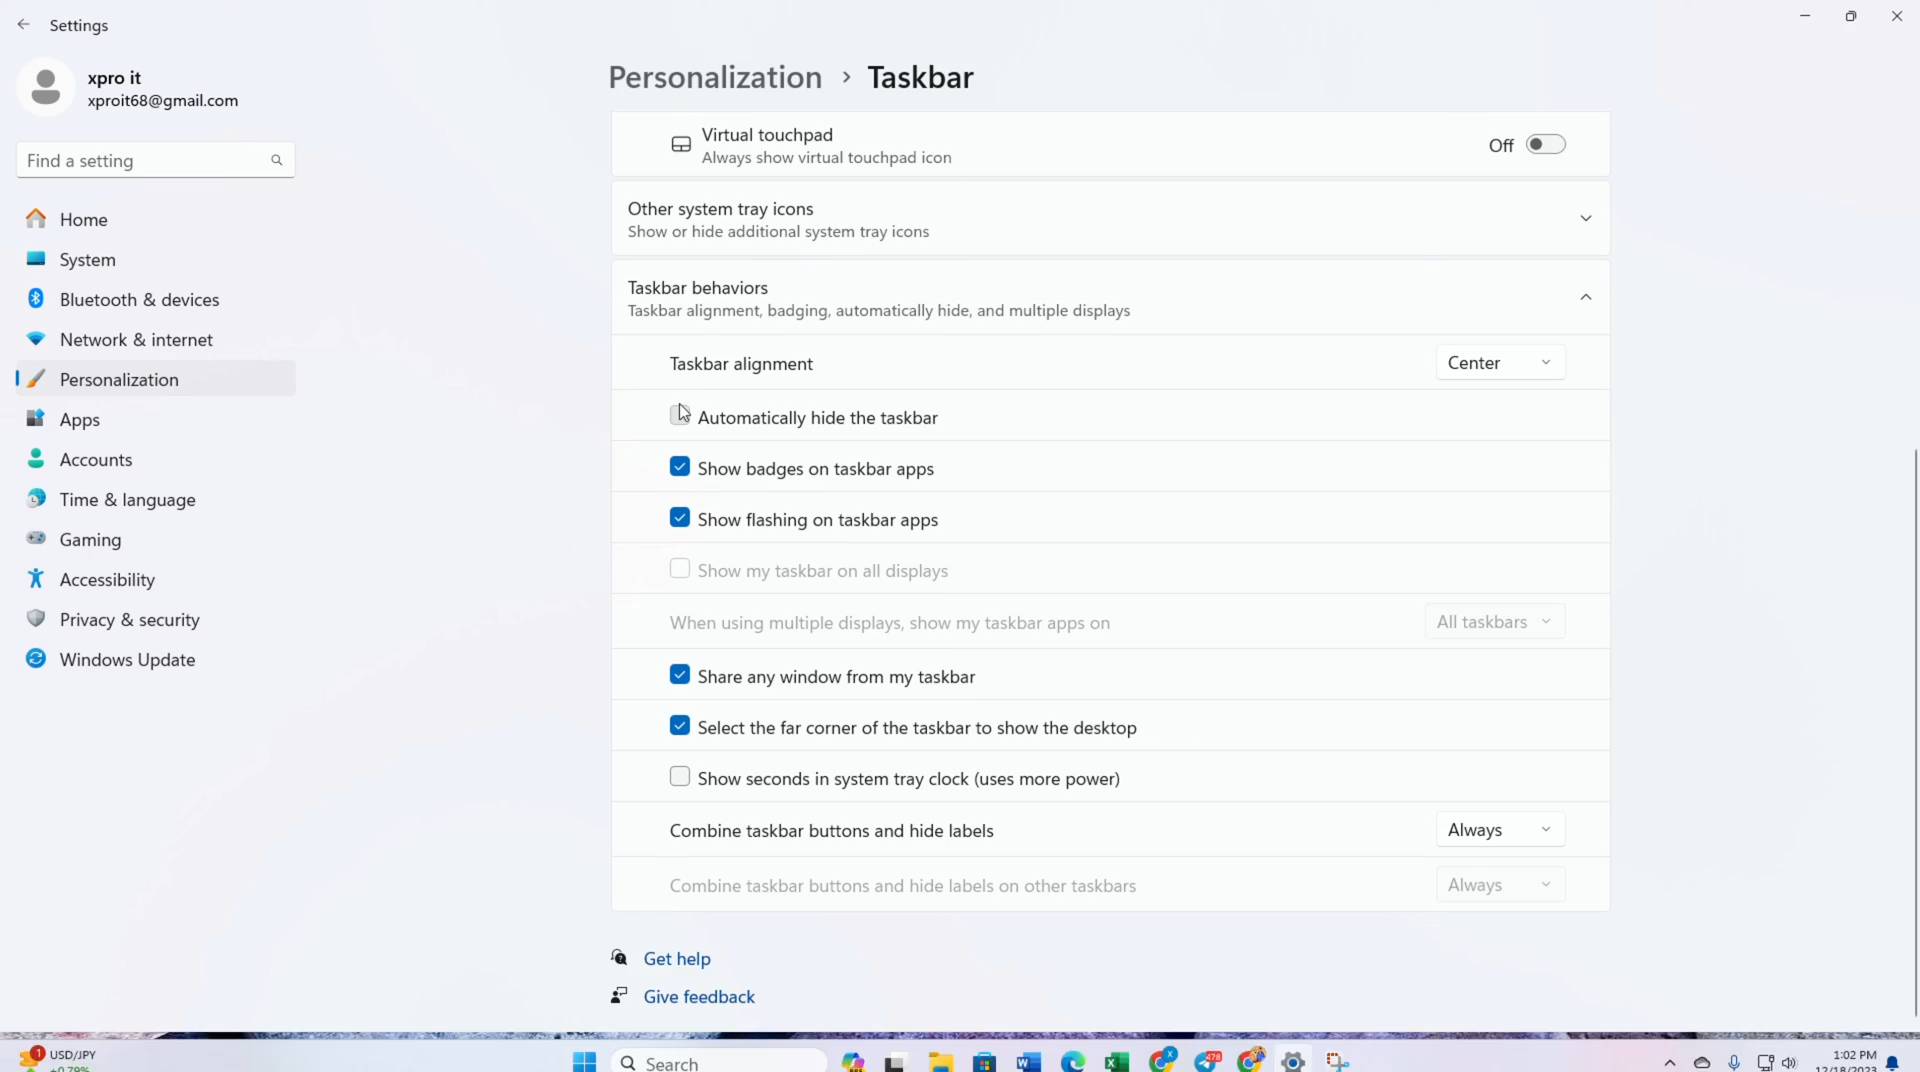 Settings
xpro it
xproit68@gmail.com
Find a setting
Home
System
Bluetooth & devices
Network & internet
Personalization
Apps
Accounts
Time & language
Gaming
Accessibility
Privacy & security
Windows Update
Personalization › Taskbar
Virtual touchpad
Always show virtual touchpad icon
Off
Other system tray icons
Show or hide additional system tray icons
Taskbar behaviors
Taskbar alignment, badging, automatically hide, and multiple displays
Taskbar alignment
Center
Automatically hide the taskbar
Show badges on taskbar apps
Show flashing on taskbar apps
Show my taskbar on all displays
When using multiple displays, show my taskbar apps on
All taskbars
Share any window from my taskbar
Select the far corner of the taskbar to show the desktop
Show seconds in system tray clock (uses more power)
Combine taskbar buttons and hide labels
Always
Combine taskbar buttons and hide labels on other taskbars
Always
Get help
Give feedback
1
USD/JPY
+0.79%
Search
478
1:02 PM
12/18/2023